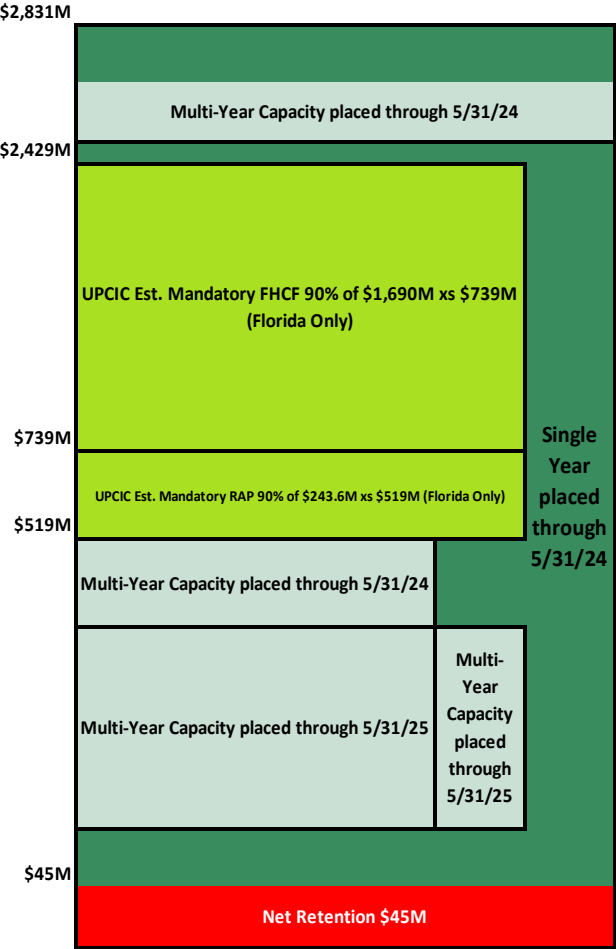 $2,831M
Multi-Year Capacity placed through 5/31/24
$2,429M
UPCIC Est. Mandatory FHCF 90% of $1,690M xs $739M
(Florida Only)
$739M
Single
Year
placed
through
5/31/24
UPCIC Est. Mandatory RAP 90% of $243.6M xs $519M (Florida Only)
$519M
Multi-Year Capacity placed through 5/31/24
Multi-Year Capacity placed through 5/31/25
Multi-
Year
Capacity
placed
through
5/31/25
$45M
Net Retention $45M